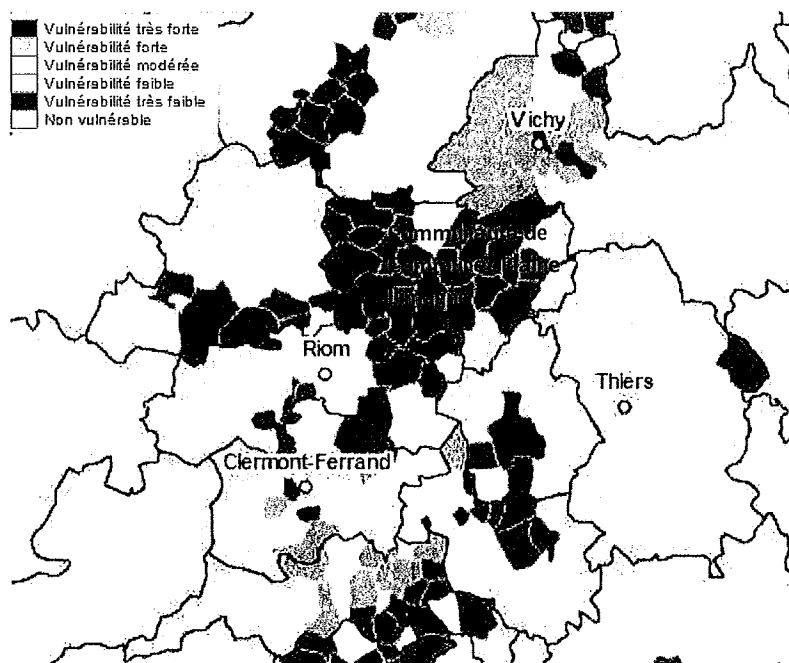 Vulnérabilité très forte
Vulnérabilité forte
Vulnérabilité modérée
Vulnérabilité faible
Vulnérabilité très faible
Non vulnérable
Vichy
de
Riom
Thiers
Clermont-Ferrand